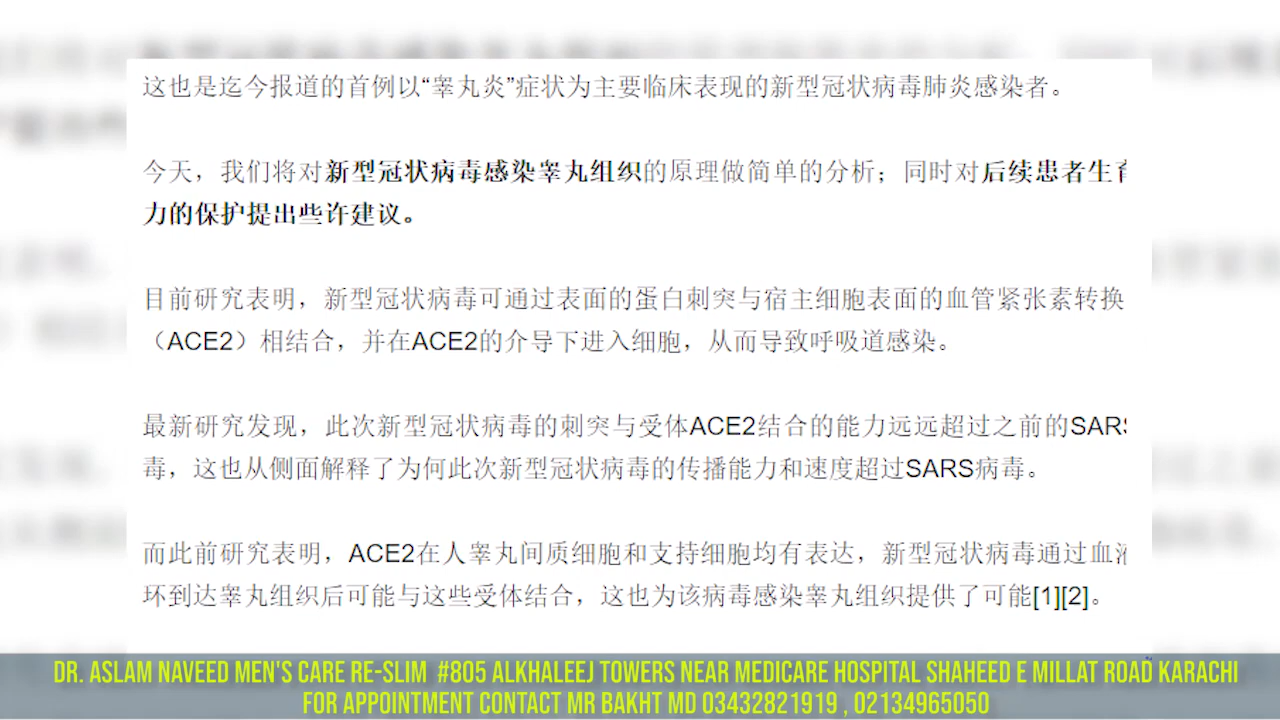 这也是迄今报道的首例以“睾丸炎”症状为主要临床表现的新型冠状病毒肺炎感染者。
今天，我们将对新型冠状病毒感染睾丸组织的原理做简单的分析；同时对后续患者生育
力的保护提出些许建议。
目前研究表明，新型冠状病毒可通过表面的蛋白刺突与宿主细胞表面的血管紧张素转换
（ACE2）相结合，并在ACE2的介导下进入细胞，从而导致呼吸道感染。
最新研究发现，此次新型冠状病毒的刺突与受体ACE2结合的能力远远超过之前的SARS
毒，这也从侧面解释了为何此次新型冠状病毒的传播能力和速度超过SARS病毒。
而此前研究表明，ACE2在人睾丸间质细胞和支持细胞均有表达，新型冠状病毒通过血液
环到达睾丸组织后可能与这些受体结合，这也为该病毒感染睾丸组织提供了可能[1][2]。
DR. ASLAM NAVEED MEN'S CARE RE-SLIM #805 ALKHALEEJ TOWERS NEAR MEDICARE HOSPITAL SHAHEED E MILLAT ROAD KARACHI
FOR APPOINTMENT CONTACT MR BAKHT MD 03432821919 , 02134965050